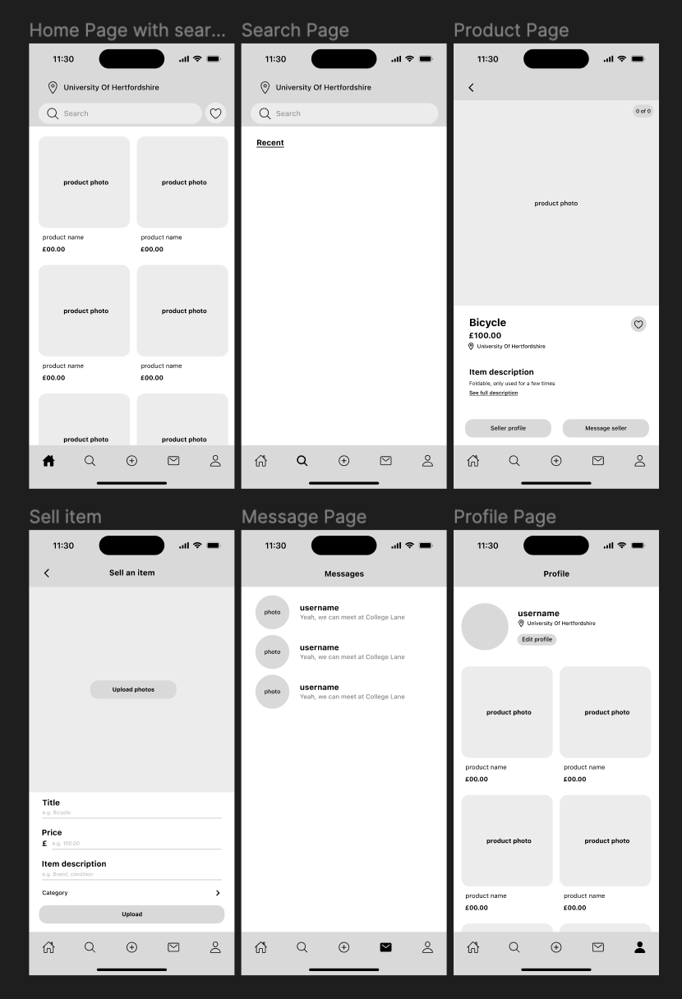 Home Page with sear...
11:30
University Of Hertfordshire
Search
product photo
product photo
product name
product name
£00.00
£00.00
product photo
product photo
product name
product name
£00.00
£00.00
product photo
product photo
Search Page
11:30
University Of Hertfordshire
Search
Recent
Product Page
11:30
0 of 0
product photo
Bicycle
£100.00
University Of Hertfordshire
Item description
Foldable, only used for a few times
See full description
Seller profile
Message seller
Sell item
11:30
Sell an item
Upload photos
Title
e.g. Bicycle
Price
£ e.g. 100.00
Item description
e.g. Brand, condition
Category
Upload
Message Page
11:30
Messages
photo
username
Yeah, we can meet at College Lane
photo
username
Yeah, we can meet at College Lane
photo
username
Yeah, we can meet at College Lane
Profile Page
11:30
Profile
username
University Of Hertfordshire
Edit profile
product photo
product photo
product name
product name
£00.00
£00.00
product photo
product photo
product name
product name
£00.00
£00.00